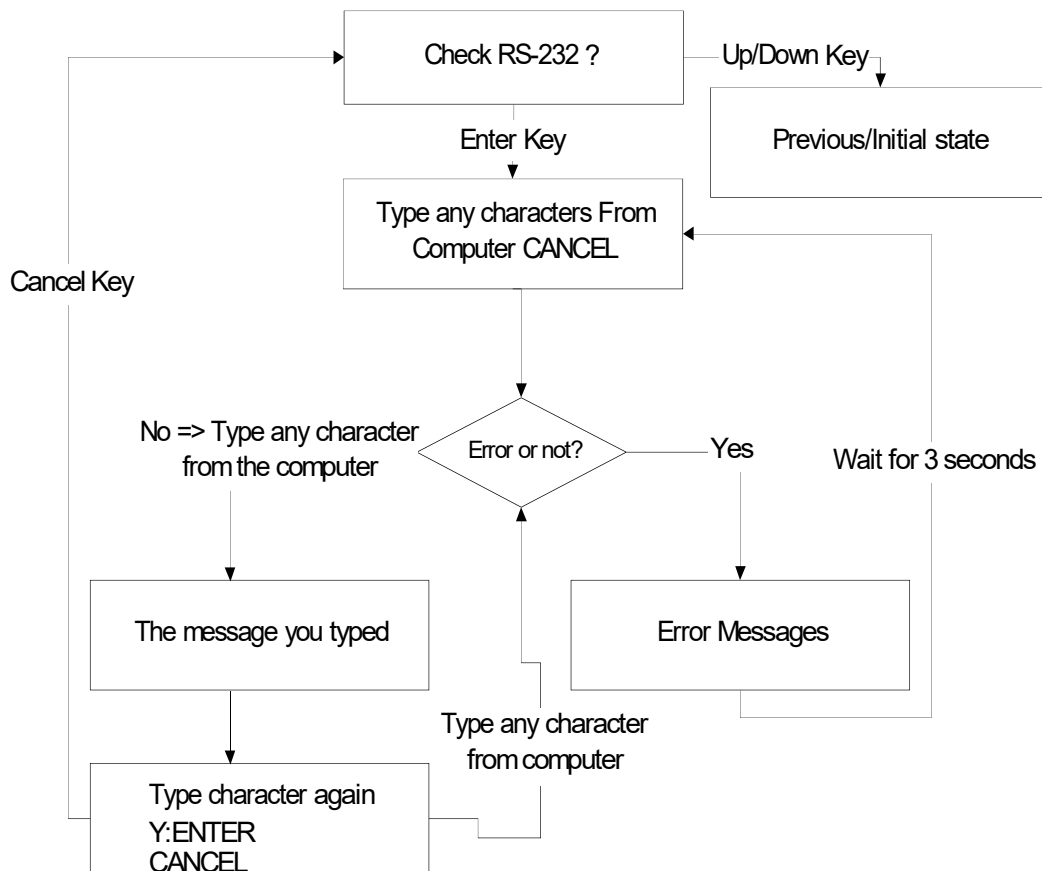 Check RS-232 ?
Up/Down Key
Previous/Initial state
Enter Key
Type any characters From
Computer CANCEL
Cancel Key
Error or not?
No => Type any character
from the computer
Yes
Wait for 3 seconds
The message you typed
Error Messages
Type any character
from computer
Type character again
Y:ENTER
CANCEL